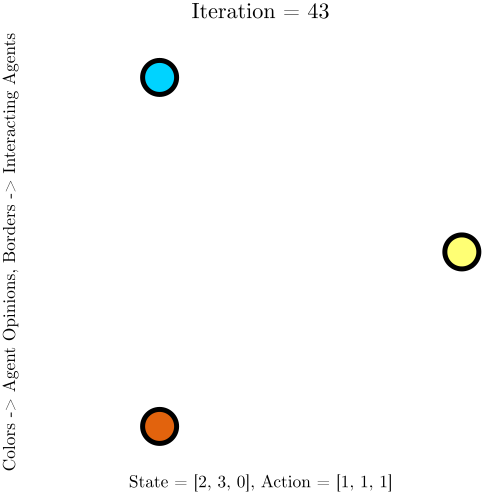 Iteration = 43
Colors -> Agent Opinions, Borders -> Interacting Agents
State = [2, 3, 0], Action = [1, 1, 1]